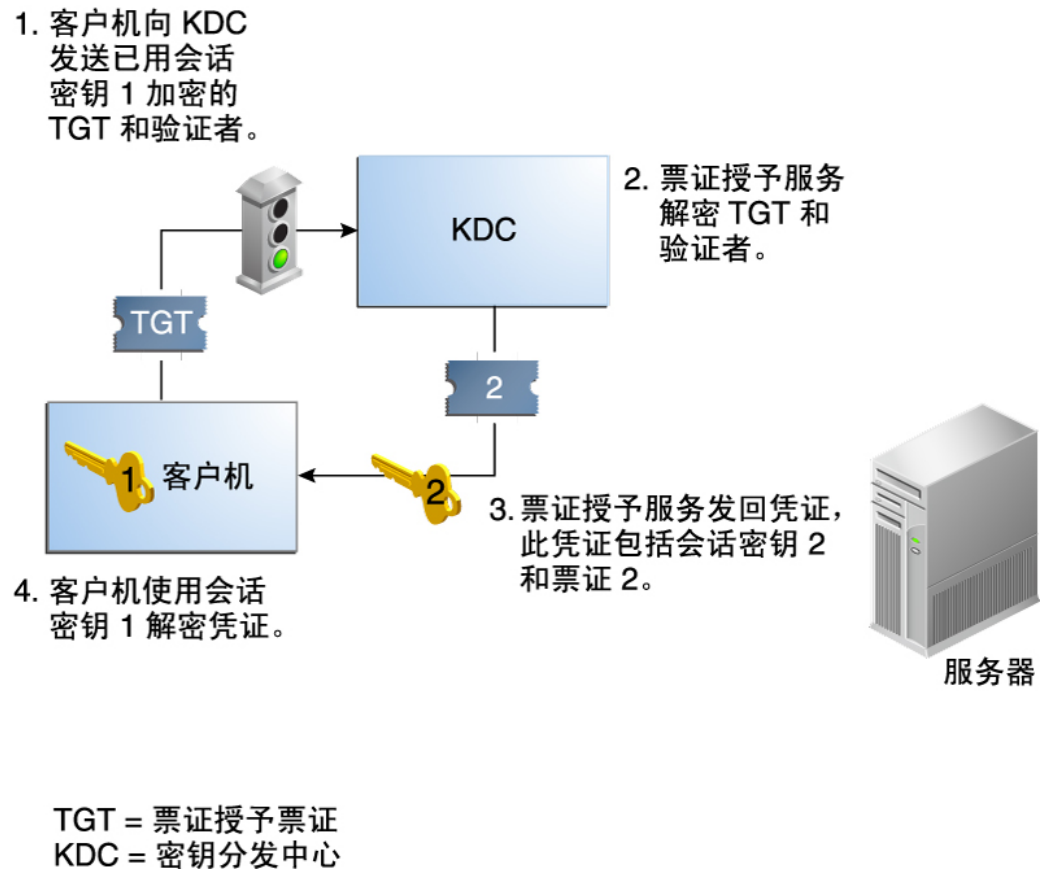 1. 客户机向 KDC
发送已用会话
密钥 1 加密的
TGT 和验证者。
KDC
2. 票证授予服务
解密 TGT 和
验证者。
TGT
2
1
客户机
2
3. 票证授予服务发回凭证，
此凭证包括会话密钥 2
和票证 2。
4. 客户机使用会话
密钥 1 解密凭证。
服务器
TGT = 票证授予票证
KDC = 密钥分发中心